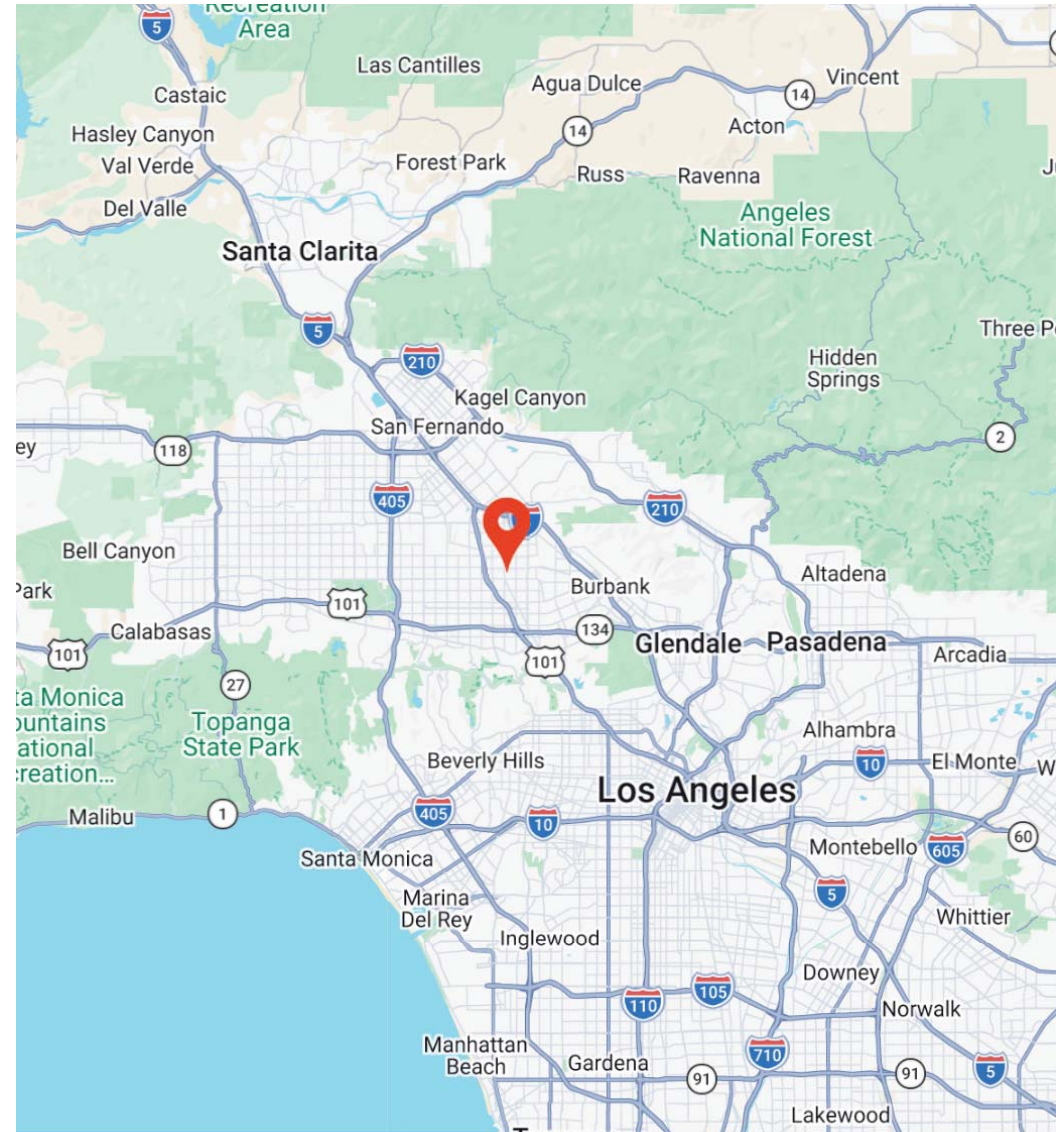 Recreation
Area
5
Las Cantilles
Agua Dulce
Vincent
Castaic
14
Acton
Hasley Canyon
14
Val Verde
Forest Park
Russ
Ravenna
Del Valle
Angeles
National Forest
Santa Clarita
5
Three
210
Hidden
Springs
Kagel Canyon
San Fernando
2
ey
118
405
210
Bell Canyon
Altadena
Park
Burbank
101
134
Calabasas
Glendale
Pasadena
101
101
Arcadia
27
ta Monica
ountains
ational
creation...
Topanga
State Park
Alhambra
Beverly Hills
10
El Monte
W
Los Angeles
Malibu
1
405
10
60
Montebello
605
Santa Monica
5
Marina
Del Rey
Whittier
Inglewood
Downey
105
110
Norwalk
Manhattan
Beach
710
Gardena
5
91
91
Lakewood